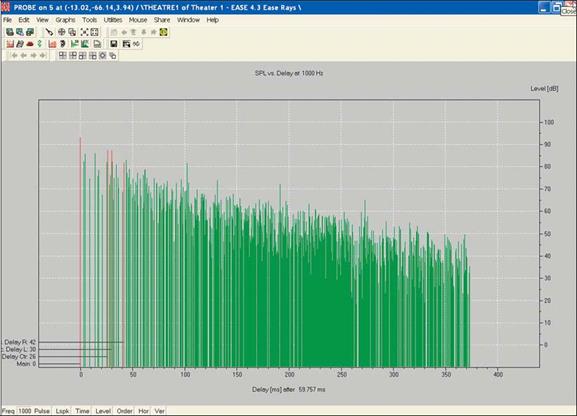 PROBE on 5 at (-13.02,-66.14,3.94) / \THEATRE1 of Theater 1 - EASE 4.3 Ease Rays \
Close
File Edit View Graphs Tools Utilites Mouse Share Window
SPL vs. Delay at 1000 Hz
Level [dB]
100
90
80
70
60
50
40
30
20
10
0
. Delay R: 42
:. Delay L: 30
Delay Ctr: 26
Main: 0
0 50 100 150 200 250 300 350 400
Delay [ms] after 59.757 ms
Freq 1000 Pulse Lspk Time Level Order Hor Ver